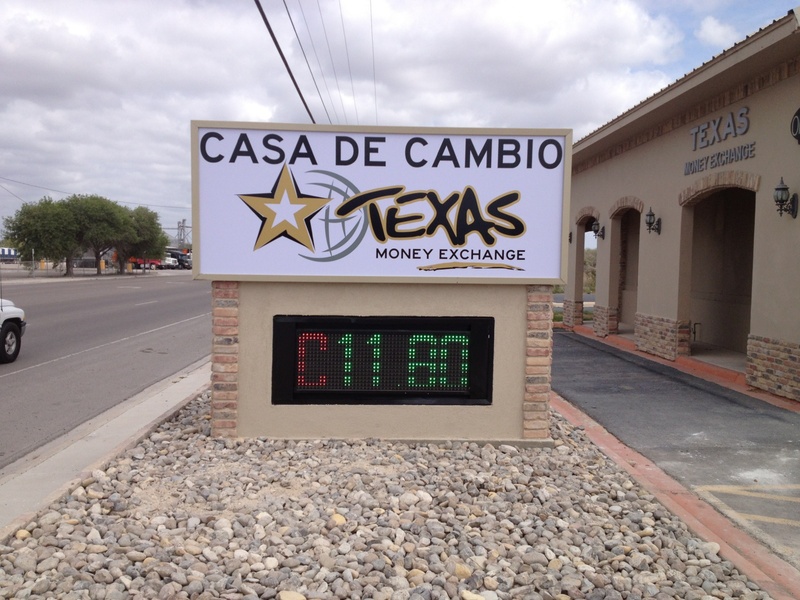 CASA DE CAMBIO
TEXAS
MONEY EXCHANGE
C 11.80
TEXAS
MONEY EXCHANGE